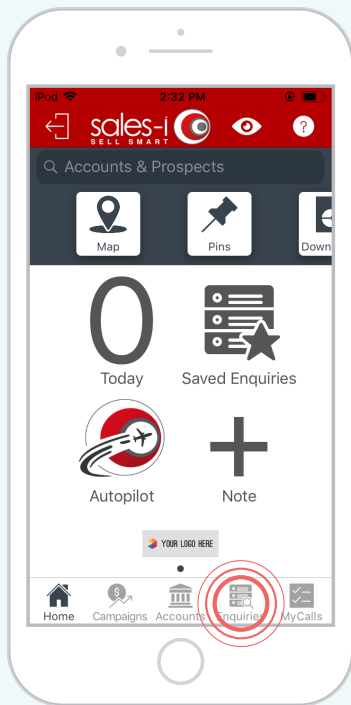 iPod 2:32 PM
sales-i
SELL SMART
?
Accounts & Prospects
Map Pins Down
0
Today Saved Enquiries
Autopilot Note
YOUR LOGO HERE
Home Campaigns Accounts Enquiries MyCalls